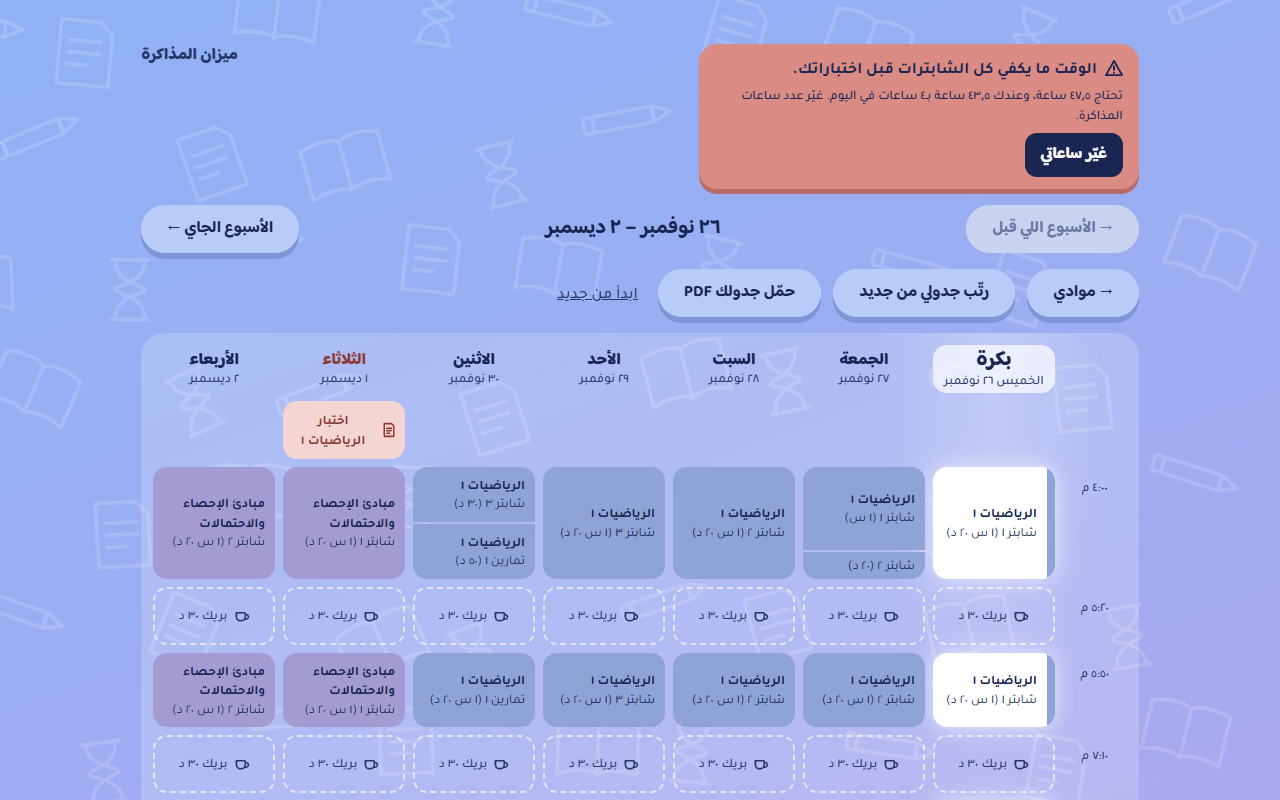 ميزان المذاكرة
الوقت ما يكفي كل الشابترات قبل اختباراتك.
تحتاج ٤٧٫٥ ساعة، وعندك ٤٣٫٥ ساعة بـ٤ ساعات في اليوم. غيّر عدد ساعات
المذاكرة.
غيّر ساعاتي
→ الأسبوع اللي قبل
٢٦ نوفمبر – ٢ ديسمبر
الأسبوع الجاي ←
→ موادي
رتّب جدولي من جديد
حمّل جدولك PDF
ابدأ من جديد
بكرة
الخميس ٢٦ نوفمبر
الجمعة
٢٧ نوفمبر
السبت
٢٨ نوفمبر
الأحد
٢٩ نوفمبر
الاثنين
٣٠ نوفمبر
الثلاثاء
١ ديسمبر
الأربعاء
٢ ديسمبر
اختبار
الرياضيات ١
٤:٠٠ م
الرياضيات ١
شابتر ١ (١ س ٢٠ د)
الرياضيات ١
شابتر ١ (١ س)
شابتر ٢ (٢٠ د)
الرياضيات ١
شابتر ٢ (١ س ٢٠ د)
الرياضيات ١
شابتر ٣ (١ س ٢٠ د)
الرياضيات ١
شابتر ٣ (٣٠ د)
الرياضيات ١
تمارين ١ (٥٠ د)
مبادئ الإحصاء
والاحتمالات
شابتر ١ (١ س ٢٠ د)
مبادئ الإحصاء
والاحتمالات
شابتر ٢ (١ س ٢٠ د)
٥:٢٠ م
بريك ٣٠ د
بريك ٣٠ د
بريك ٣٠ د
بريك ٣٠ د
بريك ٣٠ د
بريك ٣٠ د
بريك ٣٠ د
٥:٥٠ م
الرياضيات ١
شابتر ١ (١ س ٢٠ د)
الرياضيات ١
شابتر ٢ (١ س ٢٠ د)
الرياضيات ١
شابتر ٢ (١ س ٢٠ د)
الرياضيات ١
شابتر ٣ (١ س ٢٠ د)
الرياضيات ١
تمارين ١ (١ س ٢٠ د)
مبادئ الإحصاء
والاحتمالات
شابتر ١ (١ س ٢٠ د)
مبادئ الإحصاء
والاحتمالات
شابتر ٢ (١ س ٢٠ د)
٧:١٠ م
بريك ٣٠ د
بريك ٣٠ د
بريك ٣٠ د
بريك ٣٠ د
بريك ٣٠ د
بريك ٣٠ د
بريك ٣٠ د